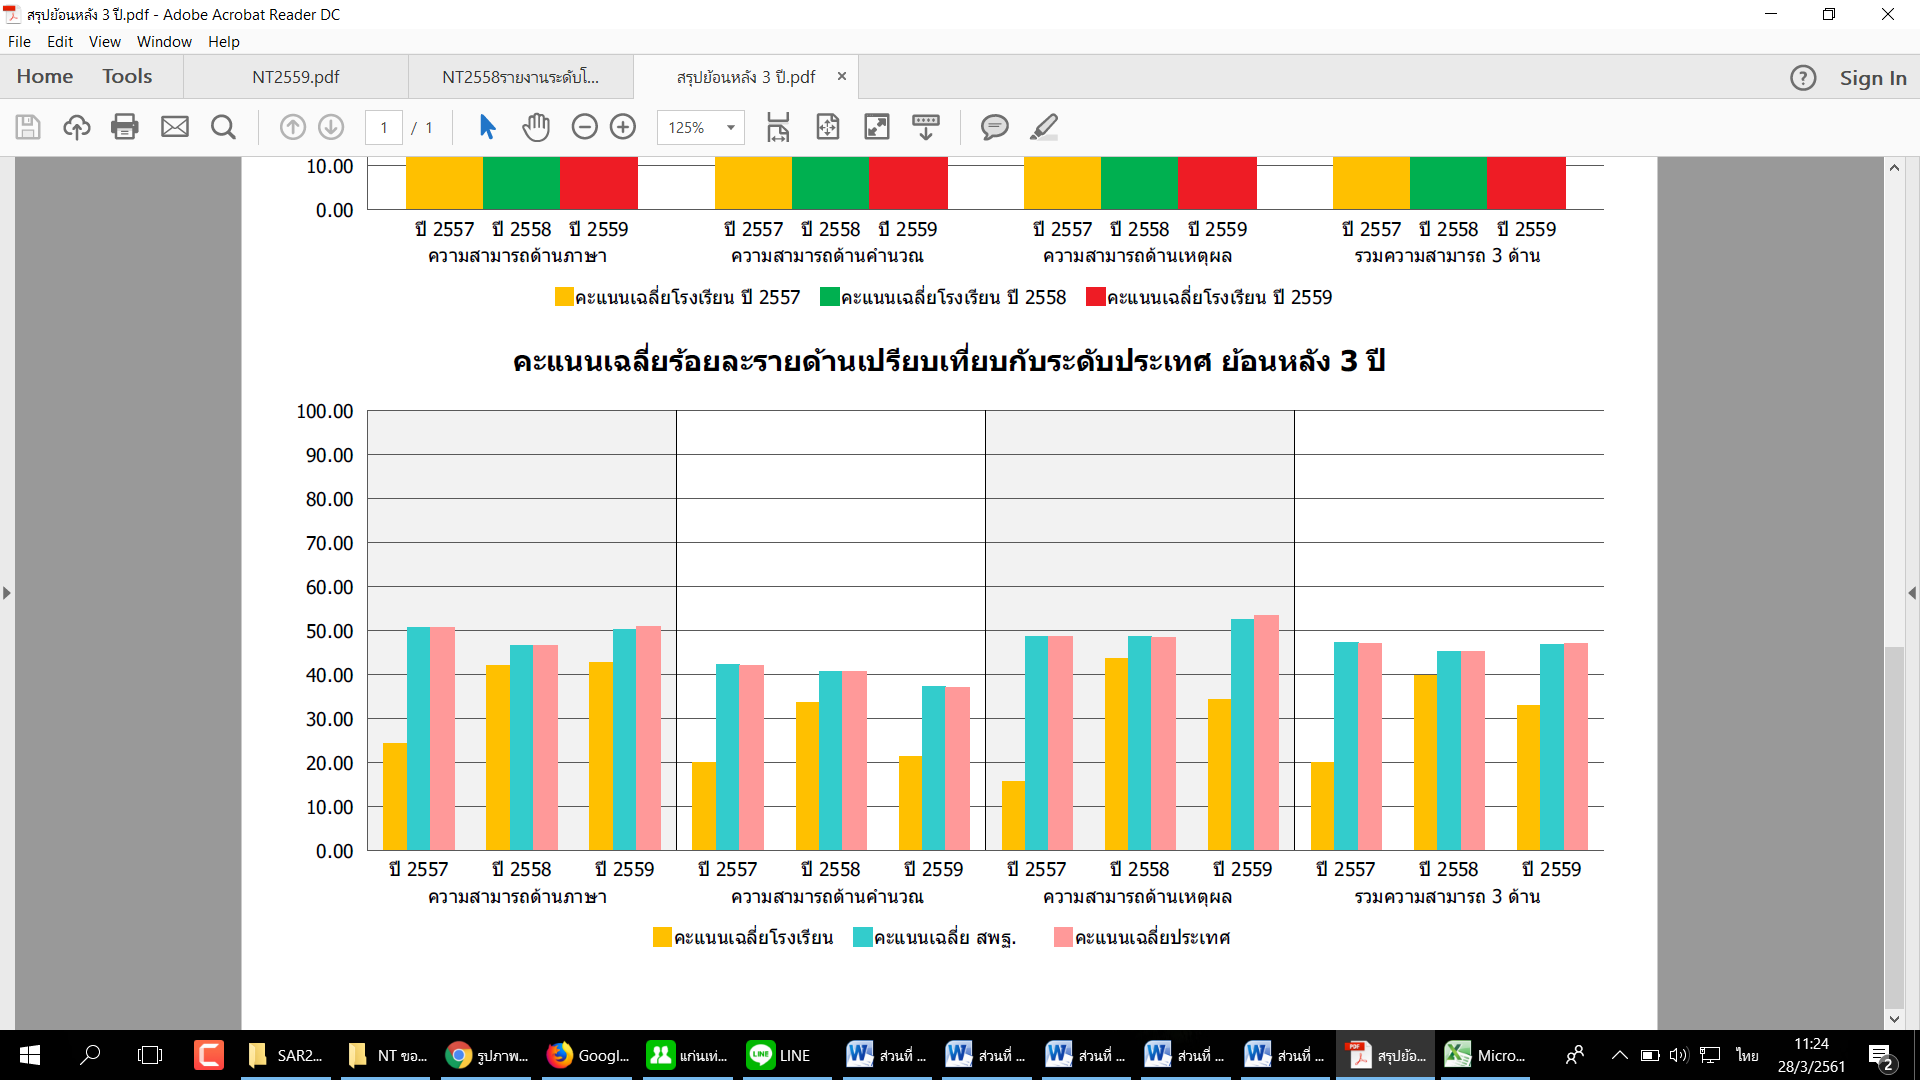 สรุปย้อนหลัง 3 ปี.pdf - Adobe Acrobat Reader DC
File Edit View Window Help
Home Tools NT2559.pdf NT2558รายงานระดับโ... สรุปย้อนหลัง 3 ปี.pdf × ? Sign In
1 / 1 125%
10.00
0.00
ปี 2557 ปี 2558 ปี 2559 ปี 2557 ปี 2558 ปี 2559 ปี 2557 ปี 2558 ปี 2559 ปี 2557 ปี 2558 ปี 2559
ความสามารถด้านภาษา ความสามารถด้านคำนวณ ความสามารถด้านเหตุผล รวมความสามารถ 3 ด้าน
คะแนนเฉลี่ยโรงเรียน ปี 2557 คะแนนเฉลี่ยโรงเรียน ปี 2558 คะแนนเฉลี่ยโรงเรียน ปี 2559
คะแนนเฉลี่ยร้อยละรายด้านเปรียบเที่ยบกับระดับประเทศ ย้อนหลัง 3 ปี
100.00
90.00
80.00
70.00
60.00
50.00
40.00
30.00
20.00
10.00
0.00
ปี 2557 ปี 2558 ปี 2559 ปี 2557 ปี 2558 ปี 2559 ปี 2557 ปี 2558 ปี 2559 ปี 2557 ปี 2558 ปี 2559
ความสามารถด้านภาษา ความสามารถด้านคำนวณ ความสามารถด้านเหตุผล รวมความสามารถ 3 ด้าน
คะแนนเฉลี่ยโรงเรียน คะแนนเฉลี่ย สพฐ. คะแนนเฉลี่ยประเทศ
SAR2... NT ขอ... รูปภาพ... Googl... แก่นเท่... LINE ส่วนที่ ... ส่วนที่ ... ส่วนที่ ... ส่วนที่ ... ส่วนที่ ... สรุปย้อ... Micro... ไทย 11:24
28/3/2561 2